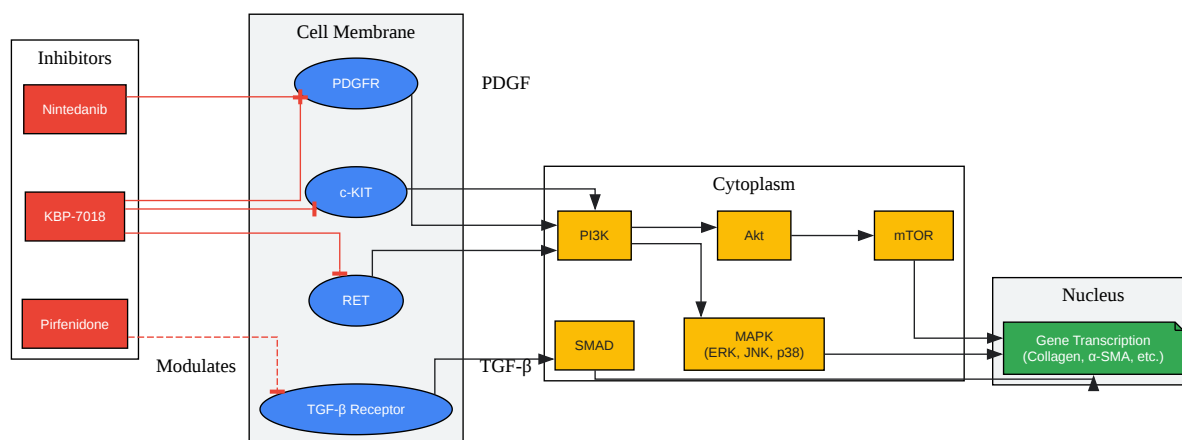 Inhibitors
Nintedanib
KBP-7018
Pirfenidone
Modulates
Cell Membrane
PDGFR
c-KIT
RET
TGF-β Receptor
PDGF
TGF-β
Cytoplasm
PI3K
Akt
mTOR
SMAD
MAPK
(ERK, JNK, p38)
Nucleus
Gene Transcription
(Collagen, α-SMA, etc.)